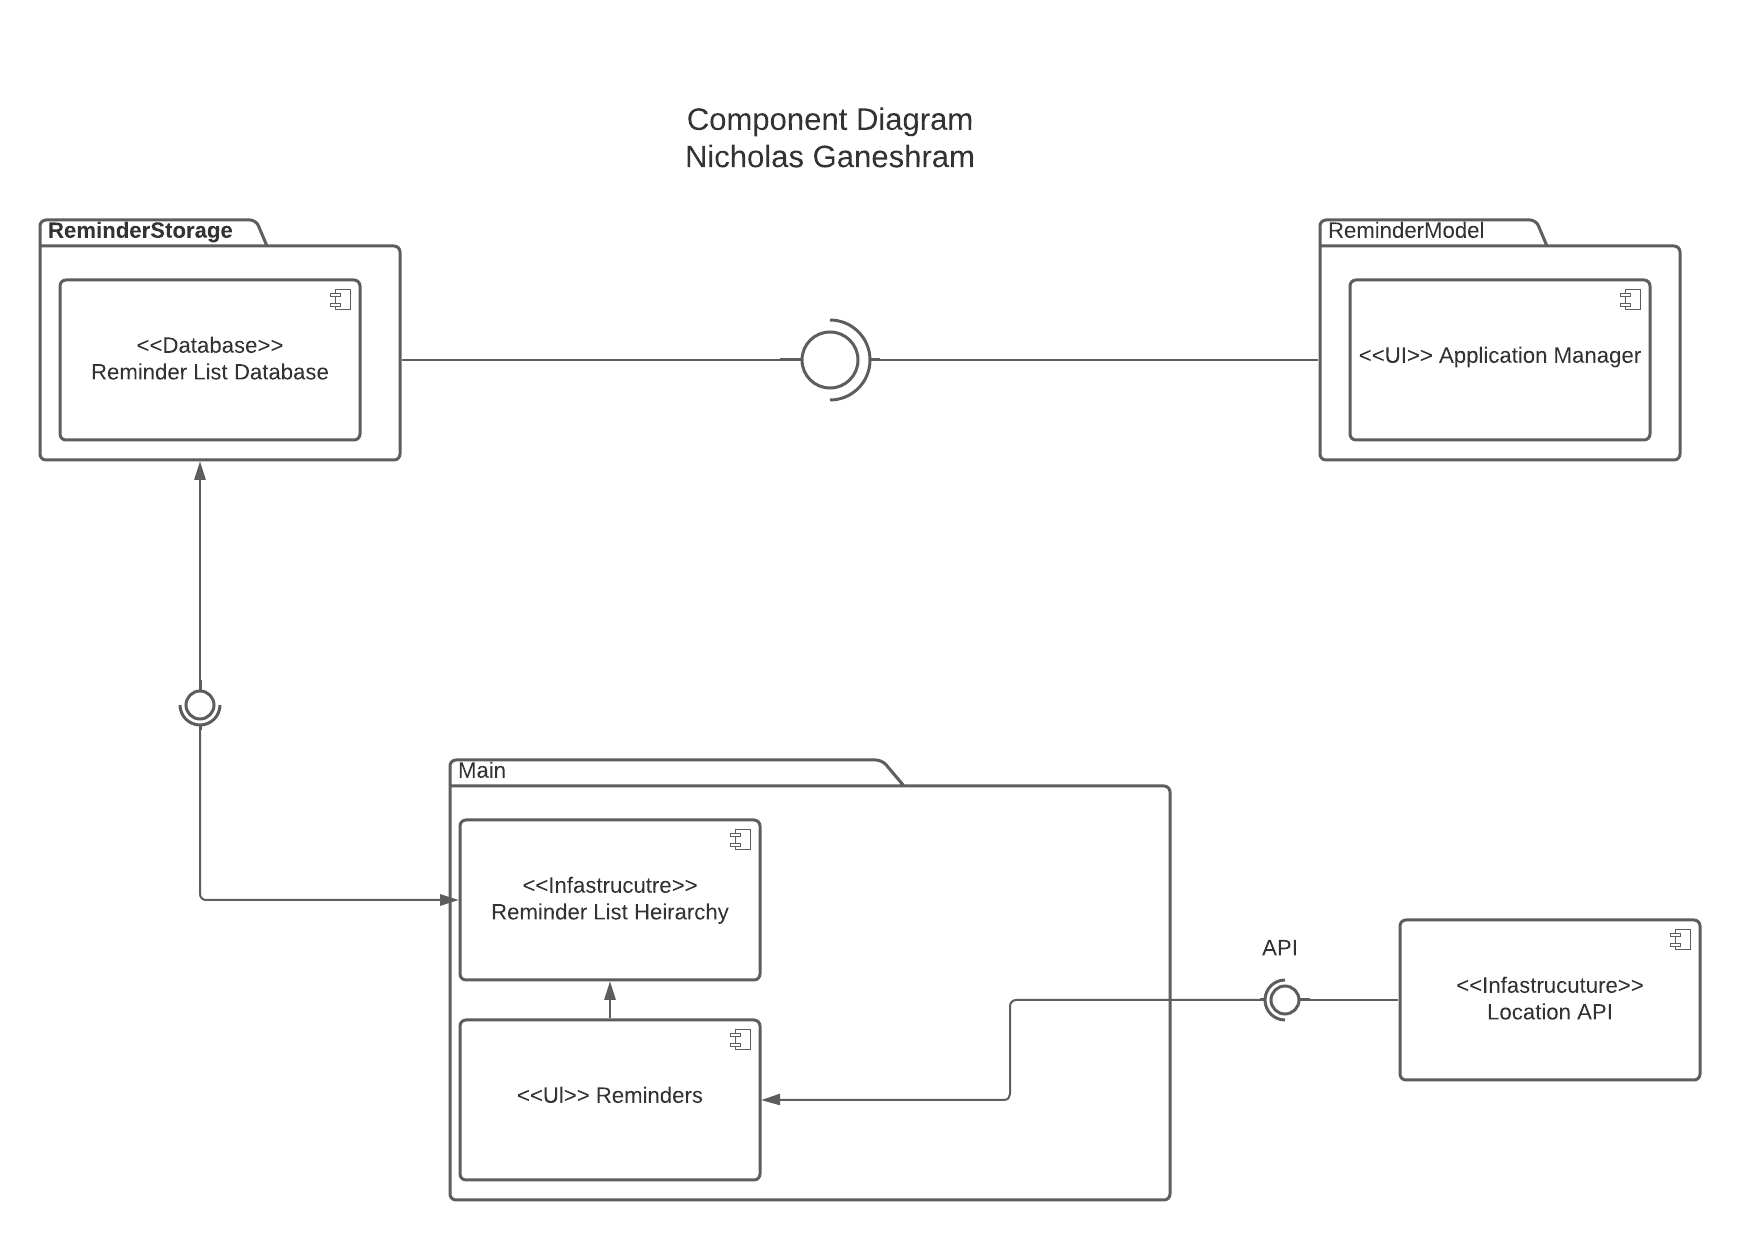 Component Diagram
Nicholas Ganeshram
ReminderStorage
<<Database>>
Reminder List Database
ReminderModel
<<UI>> Application Manager
Main
<<Infastrucutre>>
Reminder List Heirarchy
<<UI>> Reminders
API
<<Infastrucuture>>
Location API